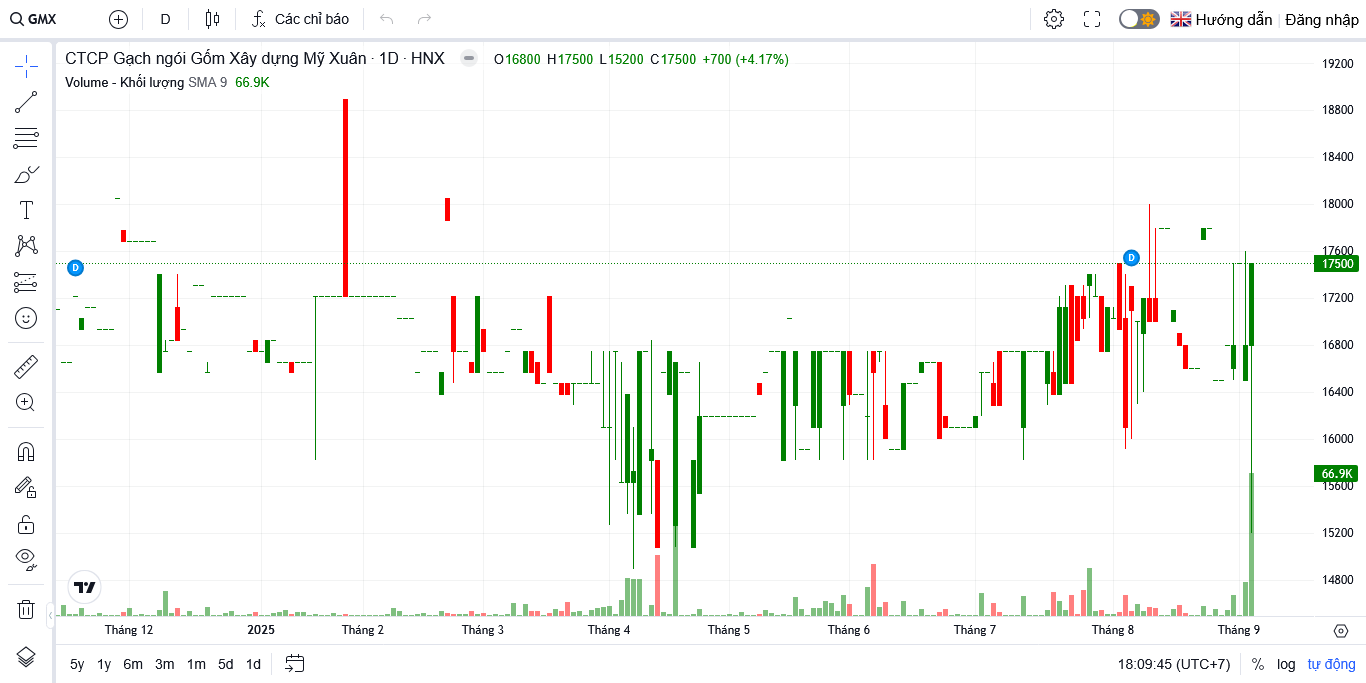 GMX D Các chỉ báo Hướng dẫn Đăng nhập
CTCP Gạch ngói Gốm Xây dựng Mỹ Xuân · 1D · HNX O16800 H17500 L15200 C17500 +700 (+4.17%)
Volume - Khối lượng SMA 9 66.9K
19200
18800
18400
18000
17600
D
D
17500
17200
16800
16400
16000
66.9K
15600
15200
14800
Tháng 12 2025 Tháng 2 Tháng 3 Tháng 4 Tháng 5 Tháng 6 Tháng 7 Tháng 8 Tháng 9
5y 1y 6m 3m 1m 5d 1d 18:09:45 (UTC+7) % log tự động